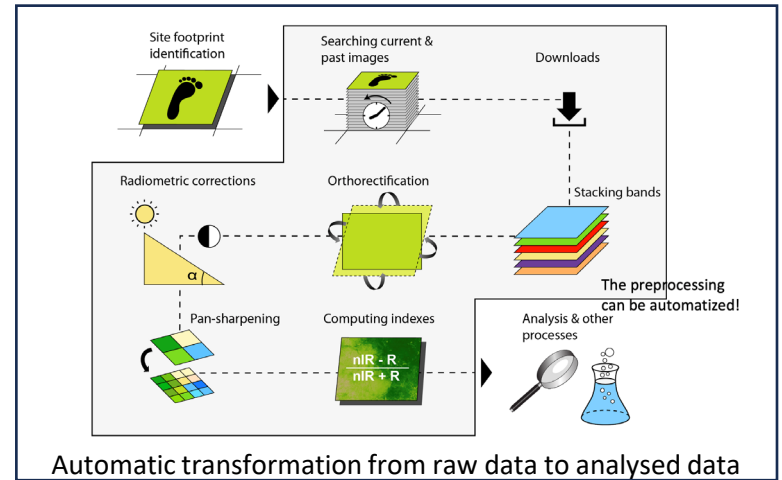 Site footprint
identification
Searching current &
past images
Downloads
Radiometric corrections
Orthorectification
Stacking bands
α
The preprocessing
can be automatized!
Pan-sharpening
Computing indexes
nIR - R
nIR + R
Analysis & other
processes
Automatic transformation from raw data to analysed data